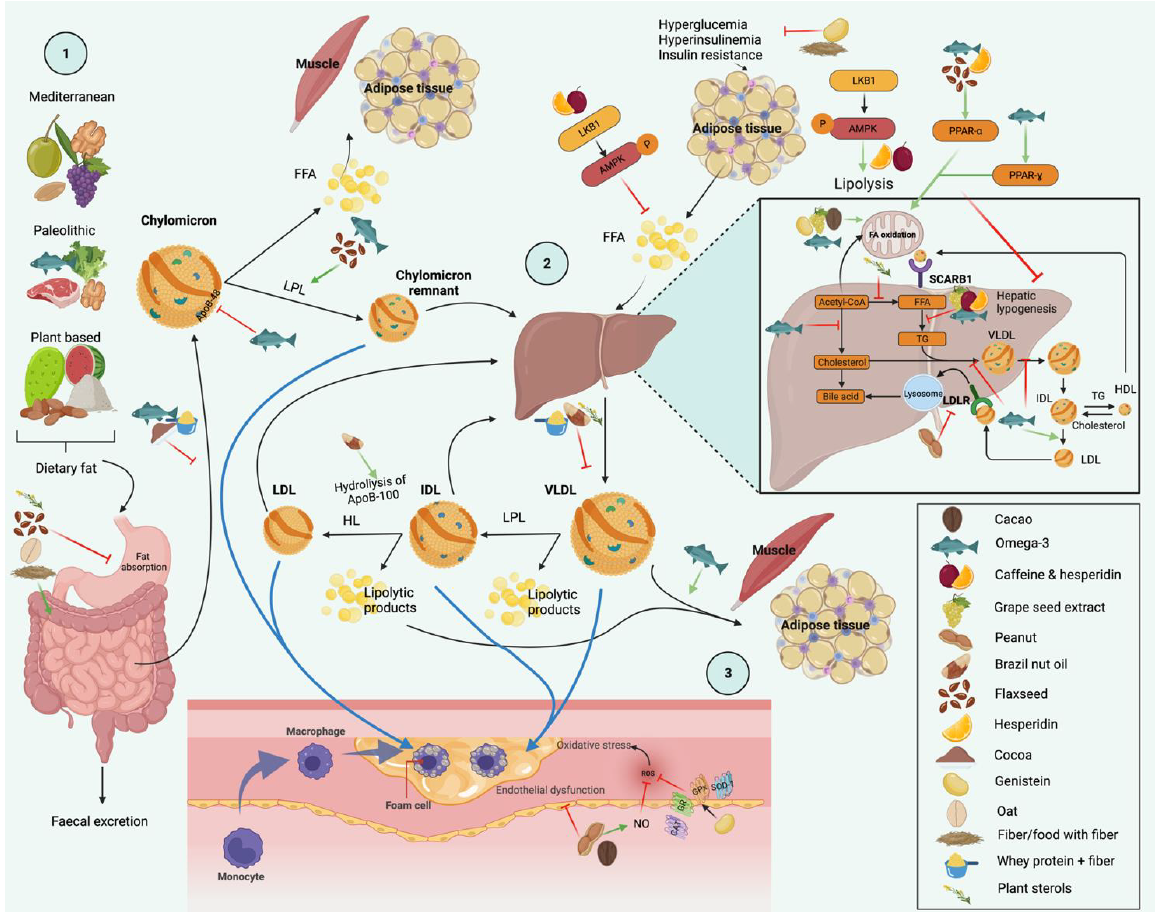 1
Mediterranean
Paleolithic
Plant based
Dietary fat
Fat
absorption
Faecal excretion
Chylomicron
ApoB-48
Muscle
Adipose tissue
FFA
LPL
Chylomicron
remnant
2
Hyperglucemia
Hyperinsulinemia
Insulin resistance
LKB1
AMPK
P
Adipose tissue
FFA
LKB1
P
AMPK
Lipolysis
PPAR-α
PPAR-ɣ
FA oxidation
SCARB1
Acetyl-CoA
FFA
Hepatic
lypogenesis
TG
VLDL
Cholesterol
Bile acid
Lysosome
LDLR
IDL
TG
HDL
Cholesterol
LDL
Hydroliysis of
ApoB-100
LDL
HL
IDL
LPL
VLDL
Lipolytic
products
Lipolytic
products
Muscle
Adipose tissue
3
Macrophage
Foam cell
Monocyte
Oxidative stress
ROS
Endothelial dysfunction
NO
GPX
SOD-1
GR
CAT
Cacao
Omega-3
Caffeine & hesperidin
Grape seed extract
Peanut
Brazil nut oil
Flaxseed
Hesperidin
Cocoa
Genistein
Oat
Fiber/food with fiber
Whey protein + fiber
Plant sterols